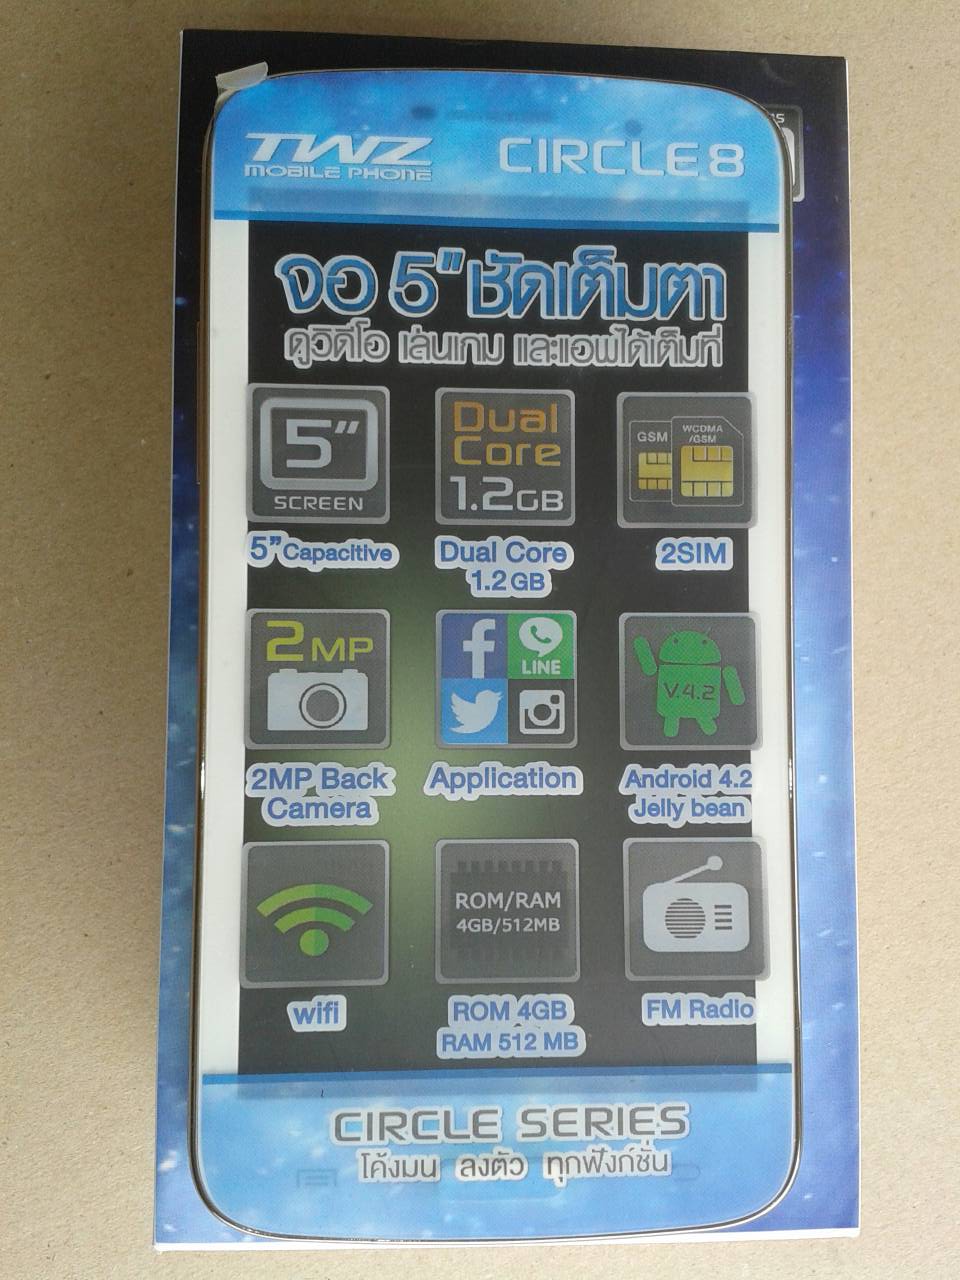 TWZ CIRCLE8
MOBILE PHONE
จอ 5" ชัดเต็มตา
ดูวิดีโอ เล่นเกม และแอพได้เต็มที่
5" SCREEN
5" Capacitive
Dual Core 1.2GB
Dual Core
1.2 GB
GSM WCDMA /GSM
2SIM
2MP
2MP Back
Camera
LINE
Application
V.4.2
Android 4.2
Jelly bean
wifi
ROM/RAM
4GB/512MB
ROM 4GB
RAM 512 MB
FM Radio
CIRCLE SERIES
โค้งมน ลงตัว ทุกฟังก์ชั่น